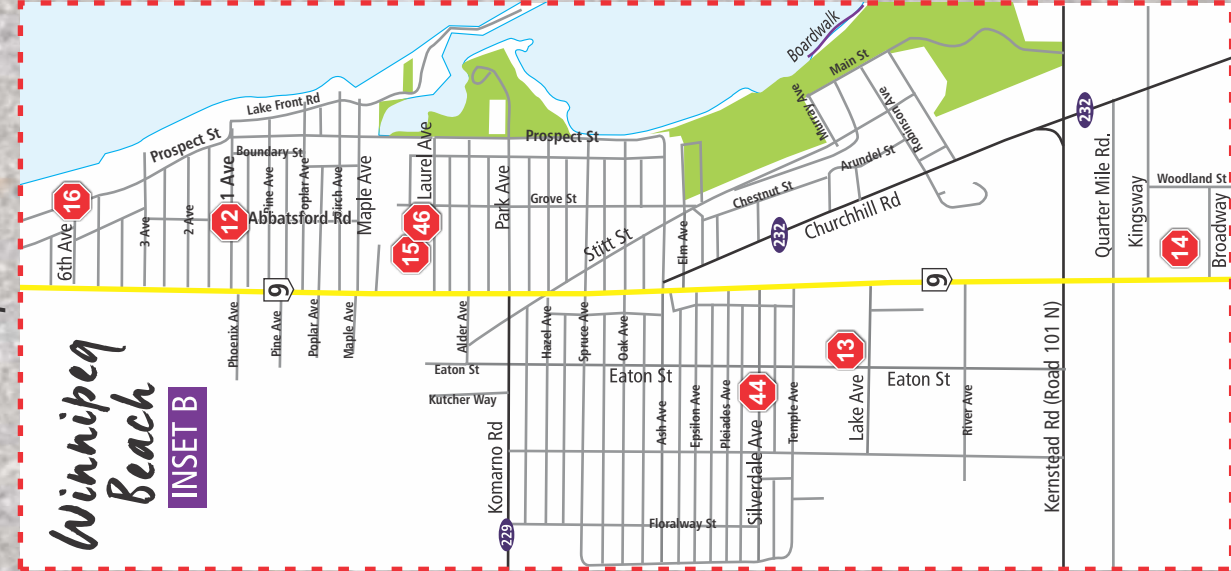 Winnipeg
Beach
INSET B
Boardwalk
Main St
Murray Ave
Robinson Ave
Arundel St
Chestnut St
Churchhill Rd
232
232
Lake Front Rd
Prospect St
Prospect St
Boundary St
Grove St
Stitt St
Abbatsford Rd
16
6th Ave
3 Ave
2 Ave
1 Ave
12
Pine Ave
oplar Ave
irch Ave
Maple Ave
Laurel Ave
46
15
Park Ave
Elm Ave
Quarter Mile Rd.
Kingsway
Woodland St
14
Broadway
9
9
Phoenix Ave
Pine Ave
Poplar Ave
Maple Ave
Alder Ave
Hazel Ave
Spruce Ave
Oak Ave
Eaton St
Eaton St
Eaton St
Kutcher Way
Komarno Rd
229
Ash Ave
Epsilon Ave
Pleiades Ave
44
Silverdale Ave
Temple Ave
13
Lake Ave
River Ave
Floralway St
Kernstead Rd (Road 101 N)